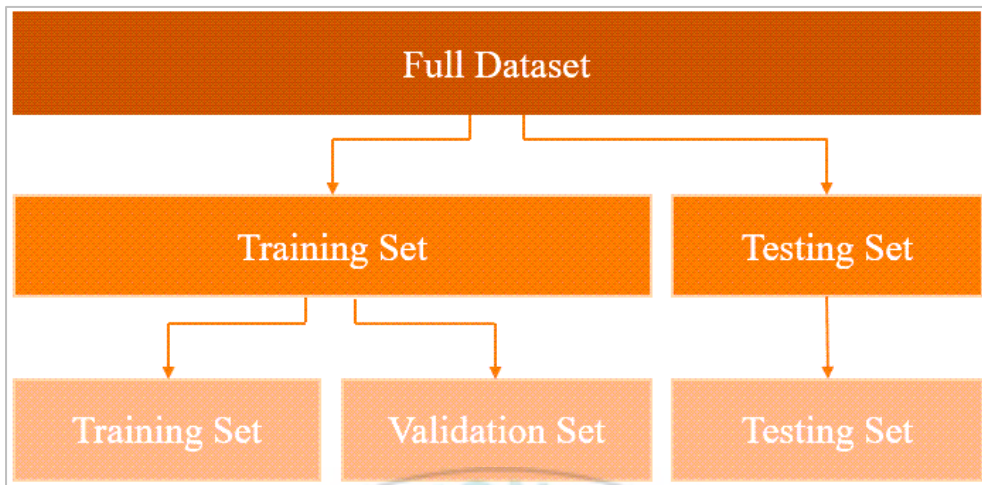 Full Dataset
Training Set
Testing Set
Training Set
Validation Set
Testing Set